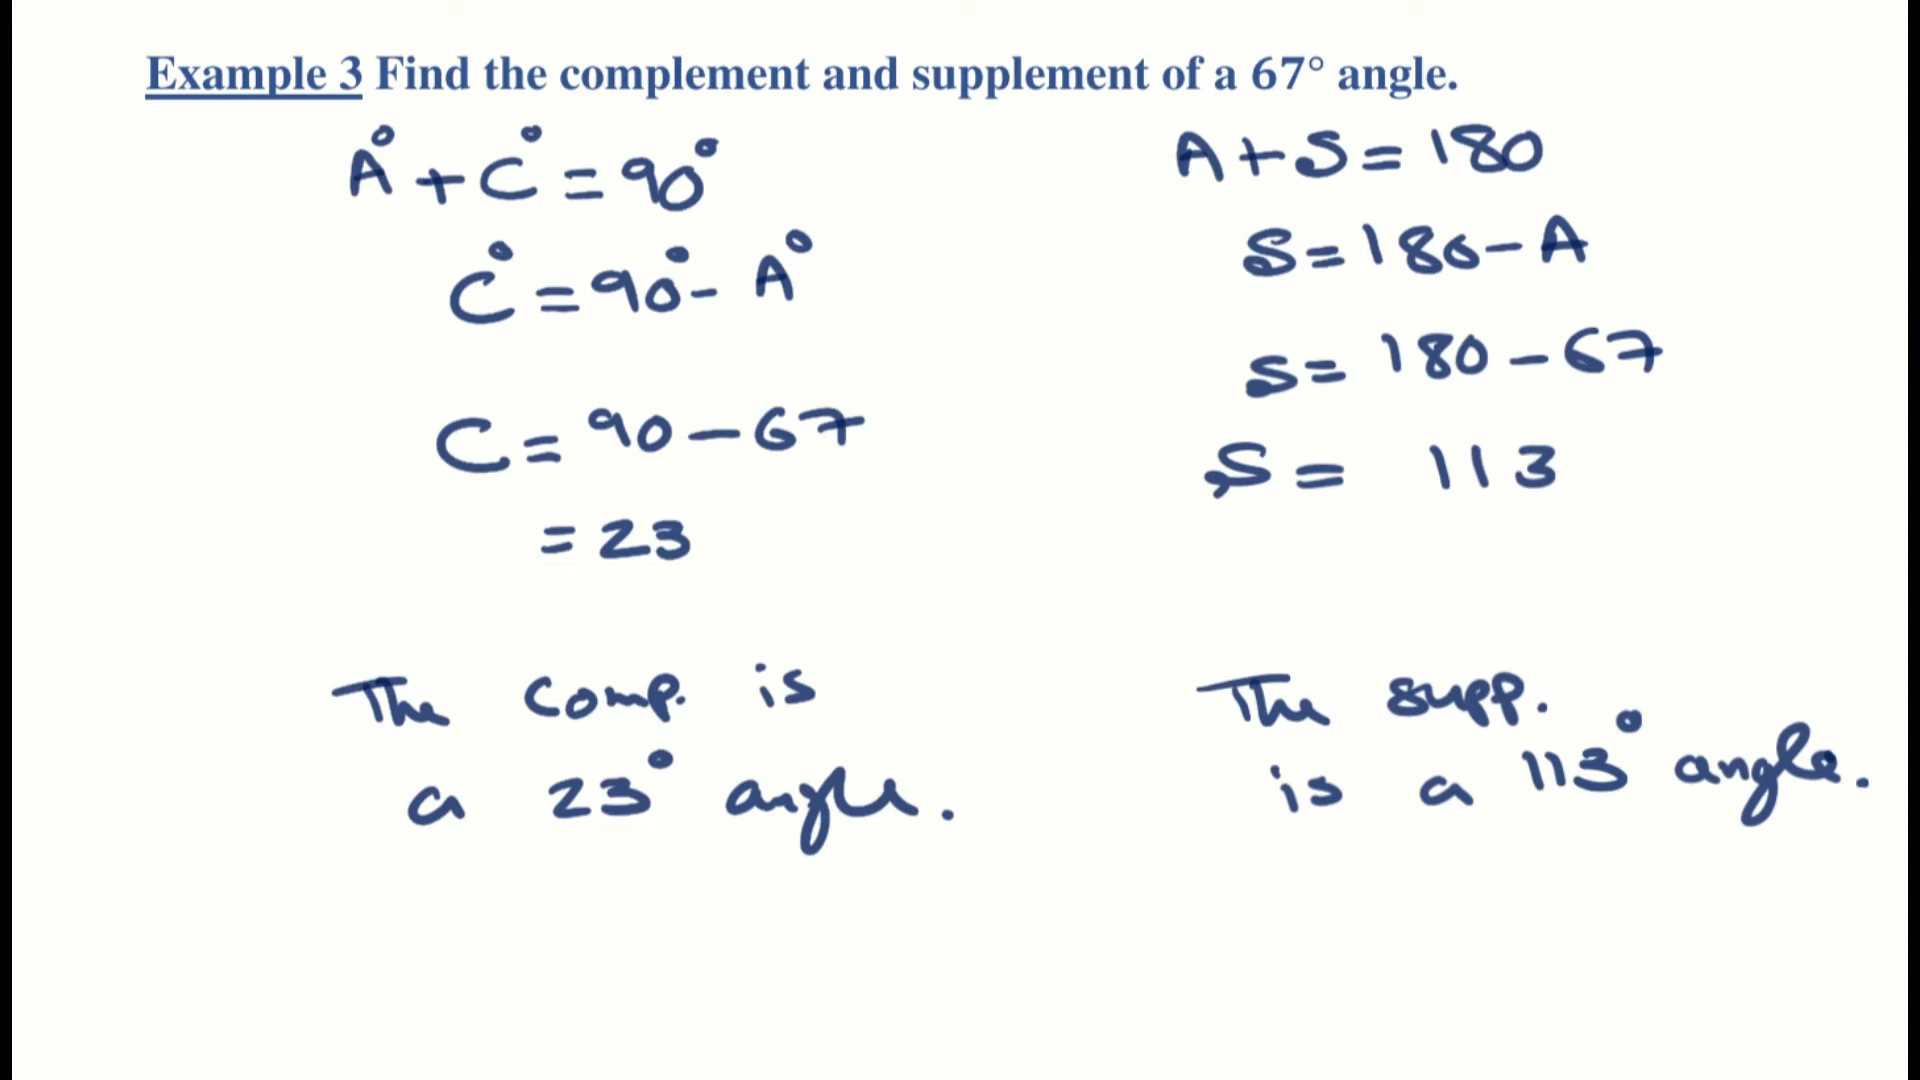 Example 3 Find the complement and supplement of a 67° angle.
A° + C° = 90°
C° = 90° - A°
C = 90 - 67
= 23
The comp. is
a 23° angle.
A + S = 180
S = 180 - A
S = 180 - 67
S = 113
The supp.
is a 113° angle.